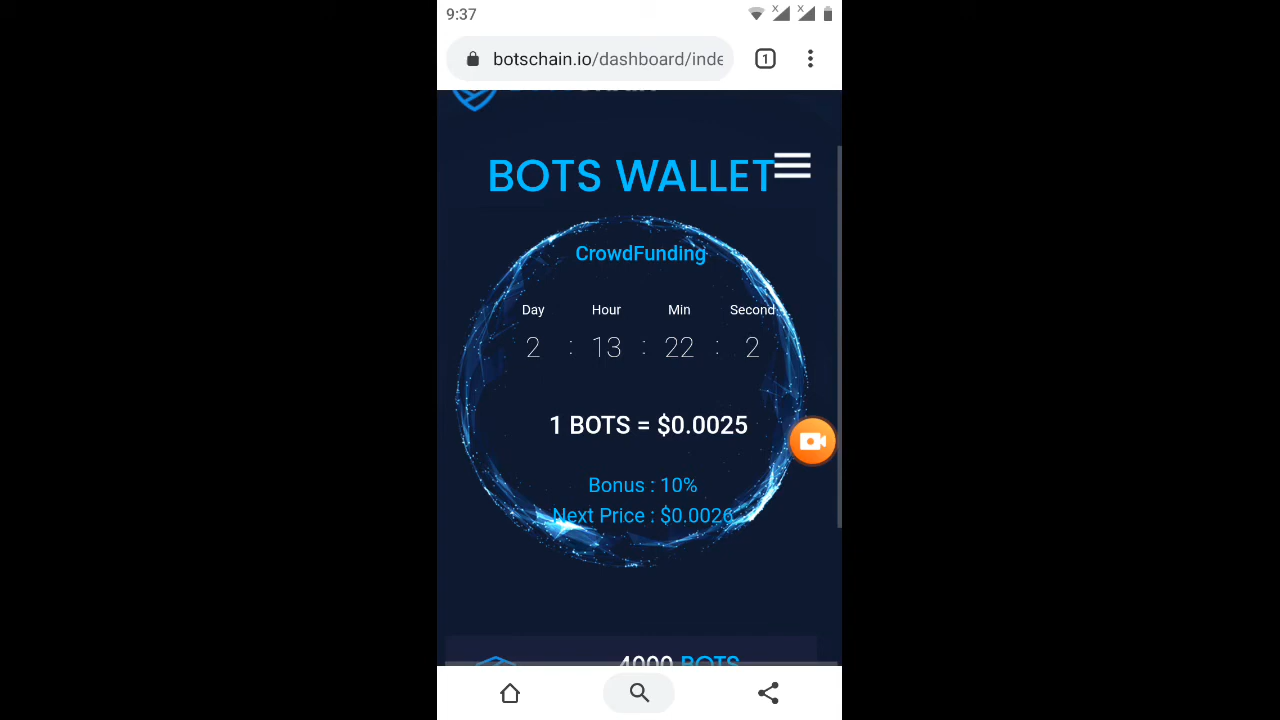 9:37
botschain.io/dashboard/inde
1
BOTS WALLET
CrowdFunding
Day Hour Min Second
2 : 13 : 22 : 2
1 BOTS = $0.0025
Bonus : 10%
Next Price : $0.0026
4000 BOTS